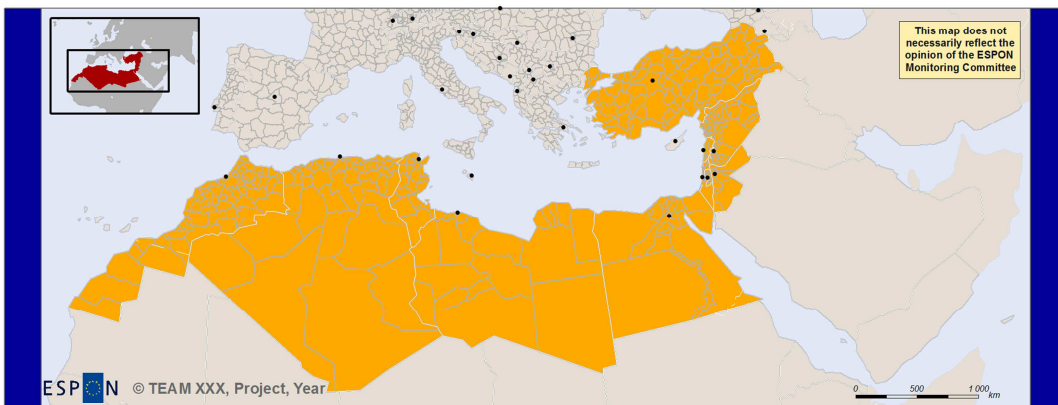 This map does not
necessarily reflect the
opinion of the ESPON
Monitoring Committee
ESPON © TEAM XXX, Project, Year
0 500 1 000
km